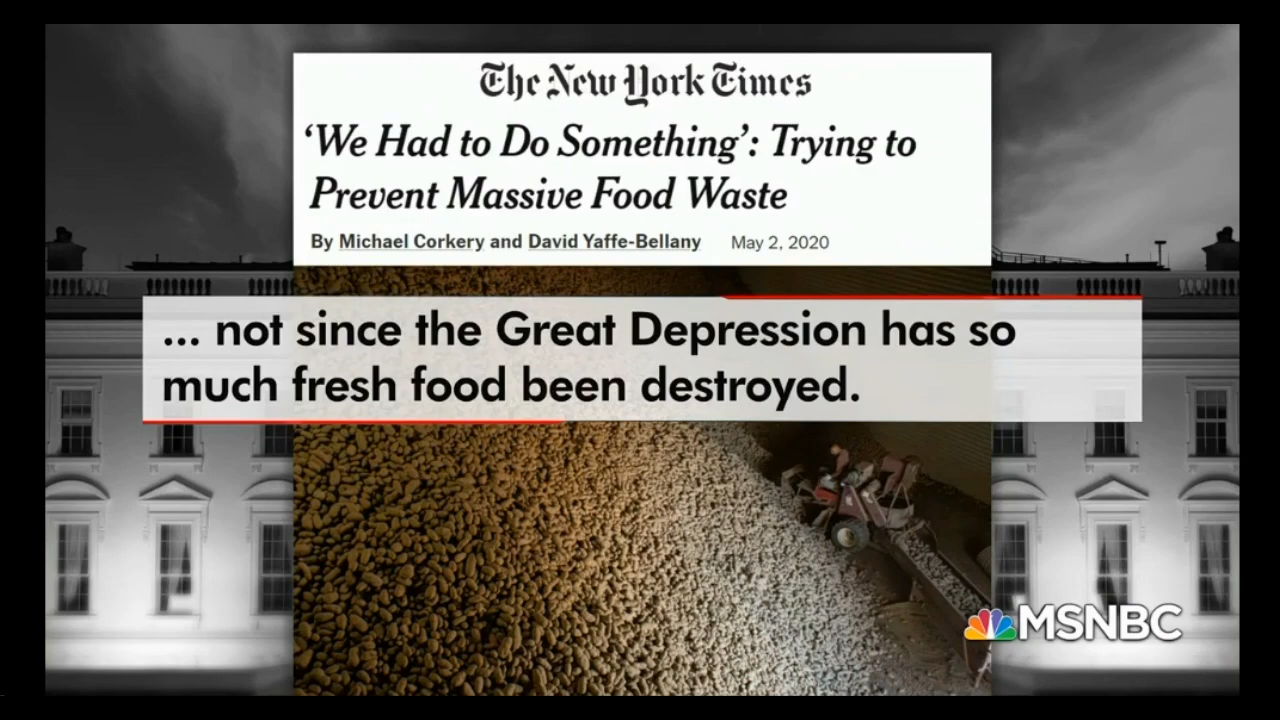 The New York Times
‘We Had to Do Something’: Trying to
Prevent Massive Food Waste
By Michael Corkery and David Yaffe-Bellany May 2, 2020
... not since the Great Depression has so
much fresh food been destroyed.
MSNBC